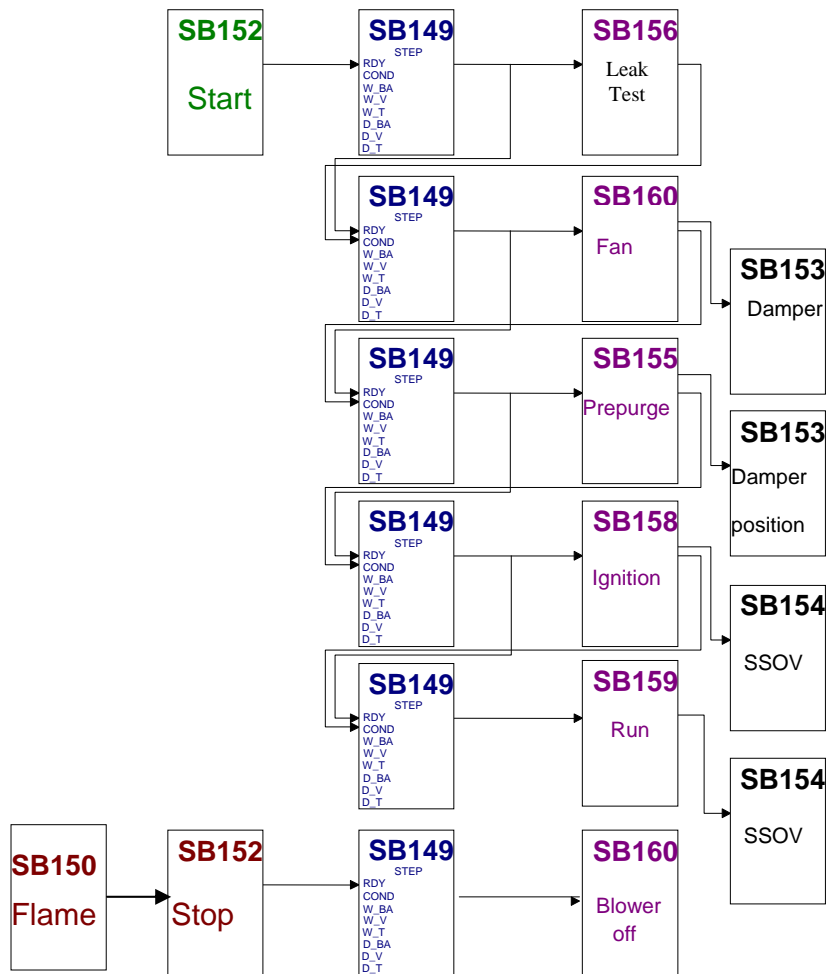 SB152
Start
SB149
STEP
RDY
COND
W_BA
W_V
W_T
D_BA
D_V
D_T
SB156
Leak
Test
SB149
STEP
RDY
COND
W_BA
W_V
W_T
D_BA
D_V
D_T
SB160
Fan
SB153
Damper
SB149
STEP
RDY
COND
W_BA
W_V
W_T
D_BA
D_V
D_T
SB155
Prepurge
SB153
Damper
position
SB149
STEP
RDY
COND
W_BA
W_V
W_T
D_BA
D_V
D_T
SB158
Ignition
SB154
SSOV
SB149
STEP
RDY
COND
W_BA
W_V
W_T
D_BA
D_V
D_T
SB159
Run
SB154
SSOV
SB150
Flame
SB152
Stop
SB149
STEP
RDY
COND
W_BA
W_V
W_T
D_BA
D_V
D_T
SB160
Blower
off